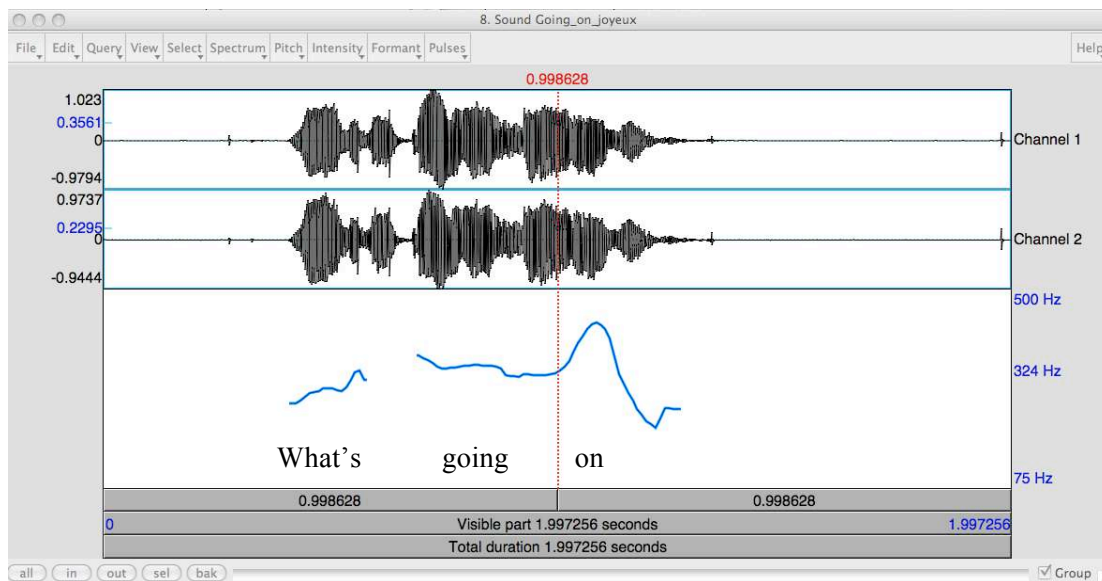 8. Sound Going_on_joyeux
File Edit Query View Select Spectrum Pitch Intensity Formant Pulses Help
0.998628
1.023
0.3561
0
-0.9794
Channel 1
0.9737
0.2295
0
-0.9444
Channel 2
500 Hz
324 Hz
What's going on
75 Hz
0.998628 0.998628
0 Visible part 1.997256 seconds 1.997256
Total duration 1.997256 seconds
all in out sel bak Group